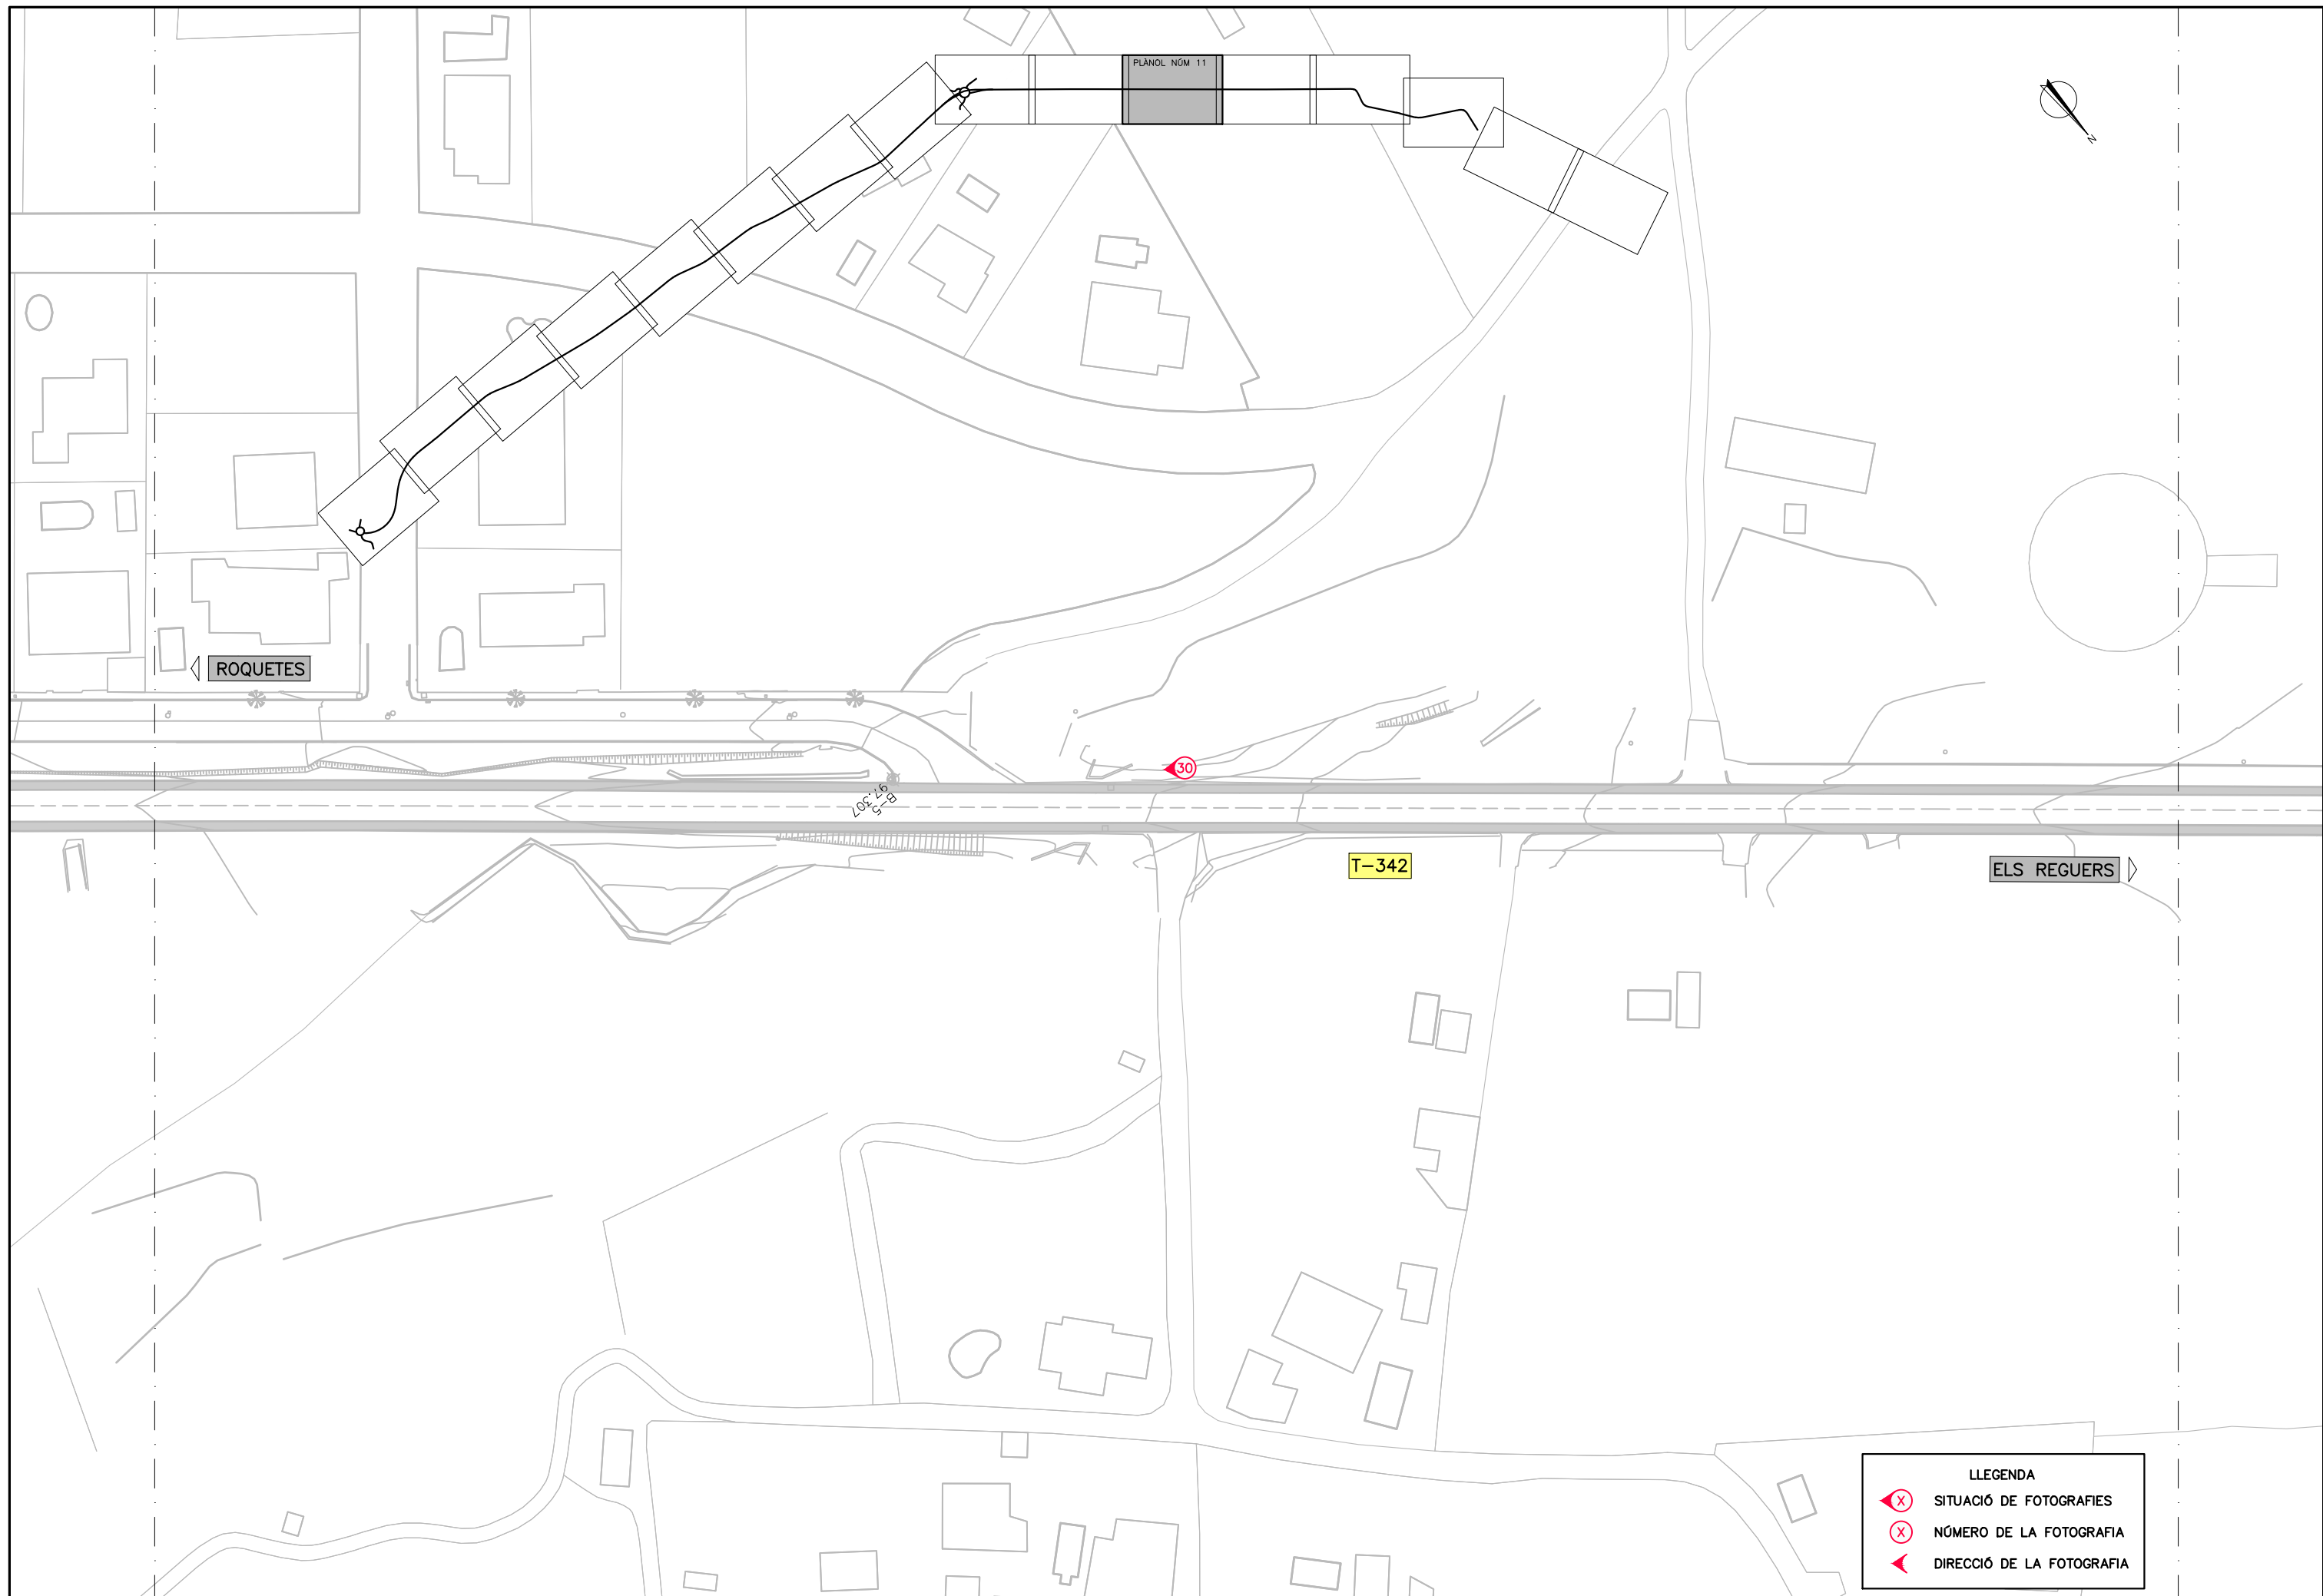 PLÀNOL NÚM 11
N
ROQUETES
30
B-5
97.307
T-342
ELS REGUERS
LLEGENDA
X SITUACIÓ DE FOTOGRAFIES
X NÚMERO DE LA FOTOGRAFIA
DIRECCIÓ DE LA FOTOGRAFIA